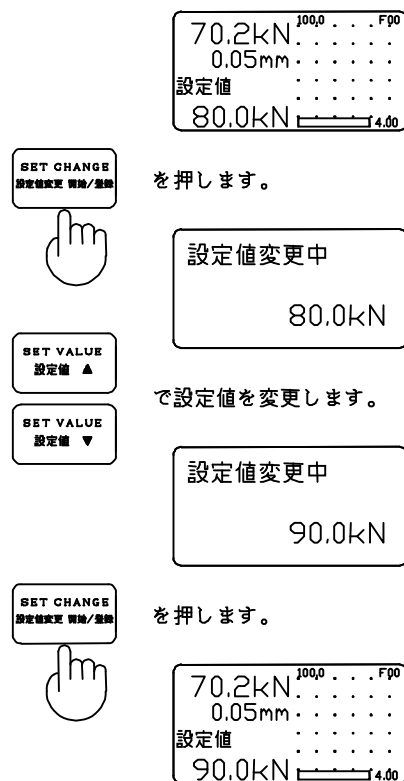 100.0 F00
70.2kN
0.05mm
設定値
80.0kN 4.00
SET CHANGE
設定値変更 開始/登録
を押します。
設定値変更中
80.0kN
SET VALUE
設定値 ▲
で設定値を変更します。
SET VALUE
設定値 ▼
設定値変更中
90.0kN
SET CHANGE
設定値変更 開始/登録
を押します。
100.0 F00
70.2kN
0.05mm
設定値
90.0kN 4.00